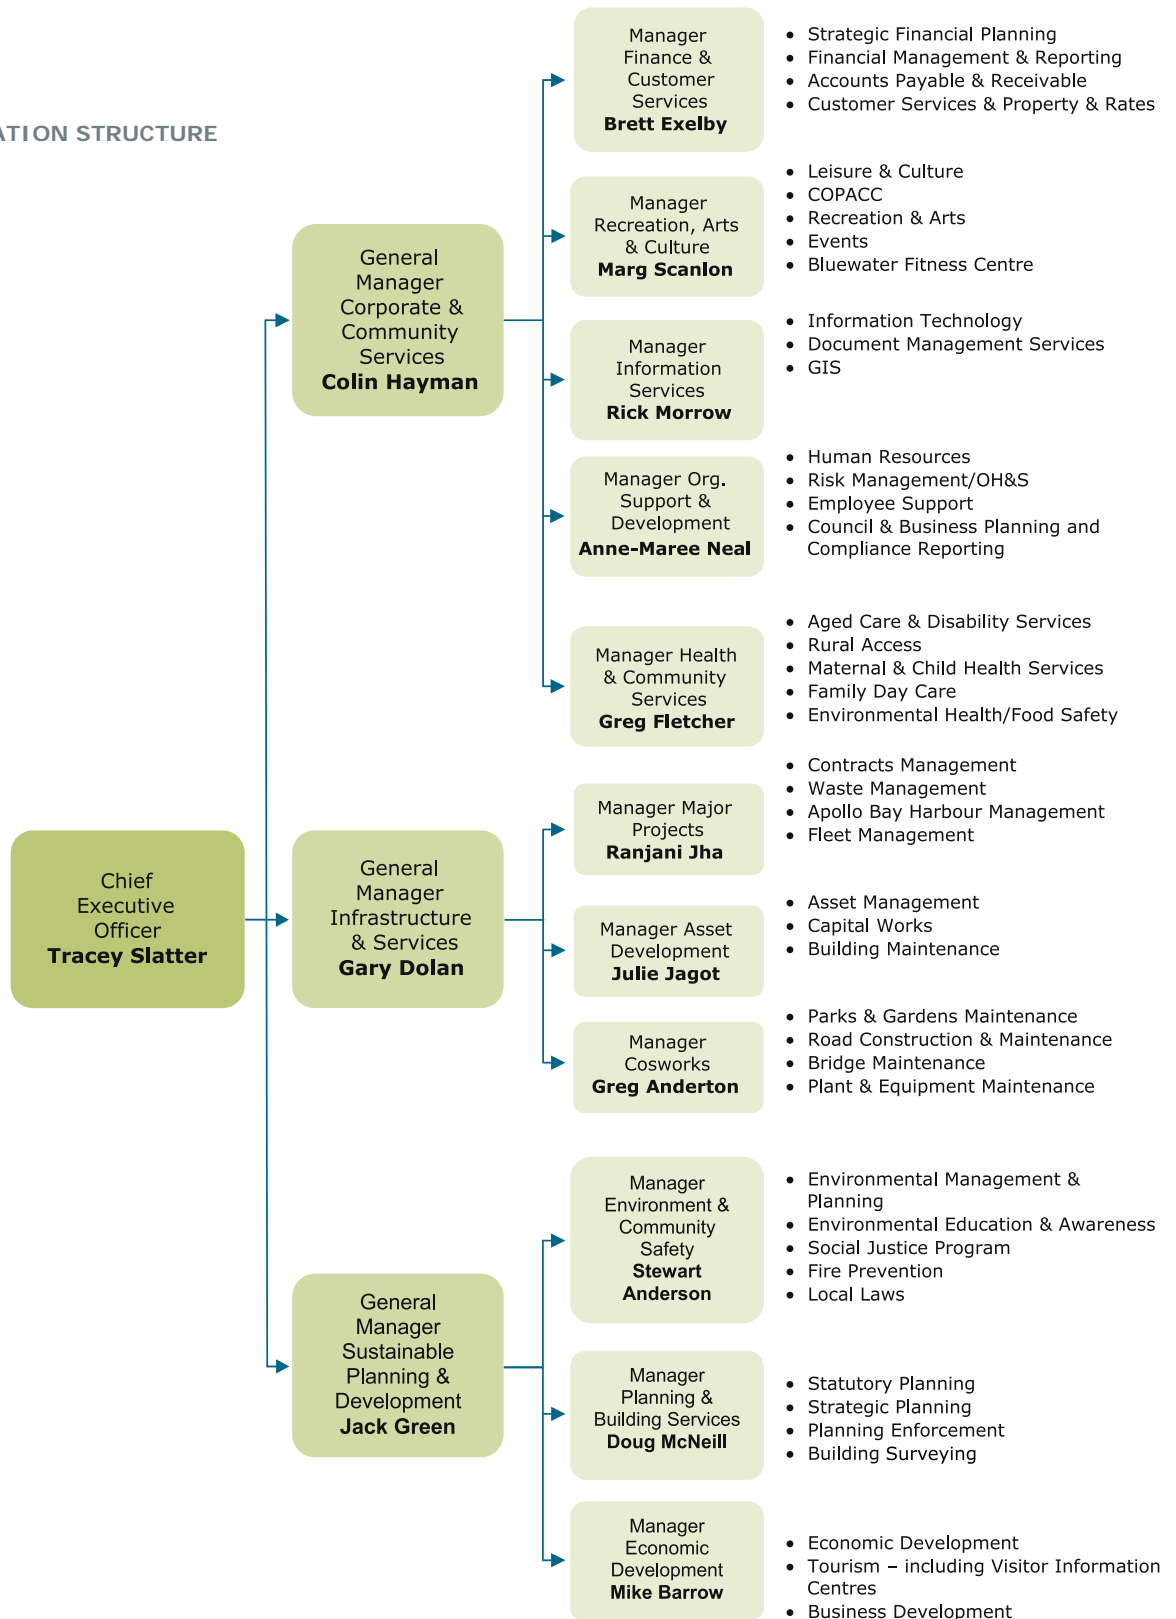 ATION STRUCTURE
Manager
Finance &
Customer
Services
Brett Exelby
• Strategic Financial Planning
• Financial Management & Reporting
• Accounts Payable & Receivable
• Customer Services & Property & Rates
General
Manager
Corporate &
Community
Services
Colin Hayman
Manager
Recreation, Arts
& Culture
Marg Scanlon
• Leisure & Culture
• COPACC
• Recreation & Arts
• Events
• Bluewater Fitness Centre
Manager
Information
Services
Rick Morrow
• Information Technology
• Document Management Services
• GIS
Manager Org.
Support &
Development
Anne-Maree Neal
• Human Resources
• Risk Management/OH&S
• Employee Support
• Council & Business Planning and
Compliance Reporting
Manager Health
& Community
Services
Greg Fletcher
• Aged Care & Disability Services
• Rural Access
• Maternal & Child Health Services
• Family Day Care
• Environmental Health/Food Safety
Chief
Executive
Officer
Tracey Slatter
General
Manager
Infrastructure
& Services
Gary Dolan
Manager Major
Projects
Ranjani Jha
• Contracts Management
• Waste Management
• Apollo Bay Harbour Management
• Fleet Management
Manager Asset
Development
Julie Jagot
• Asset Management
• Capital Works
• Building Maintenance
Manager
Cosworks
Greg Anderton
• Parks & Gardens Maintenance
• Road Construction & Maintenance
• Bridge Maintenance
• Plant & Equipment Maintenance
General
Manager
Sustainable
Planning &
Development
Jack Green
Manager
Environment &
Community
Safety
Stewart
Anderson
• Environmental Management &
Planning
• Environmental Education & Awareness
• Social Justice Program
• Fire Prevention
• Local Laws
Manager
Planning &
Building Services
Doug McNeill
• Statutory Planning
• Strategic Planning
• Planning Enforcement
• Building Surveying
Manager
Economic
Development
Mike Barrow
• Economic Development
• Tourism – including Visitor Information
Centres
• Business Development